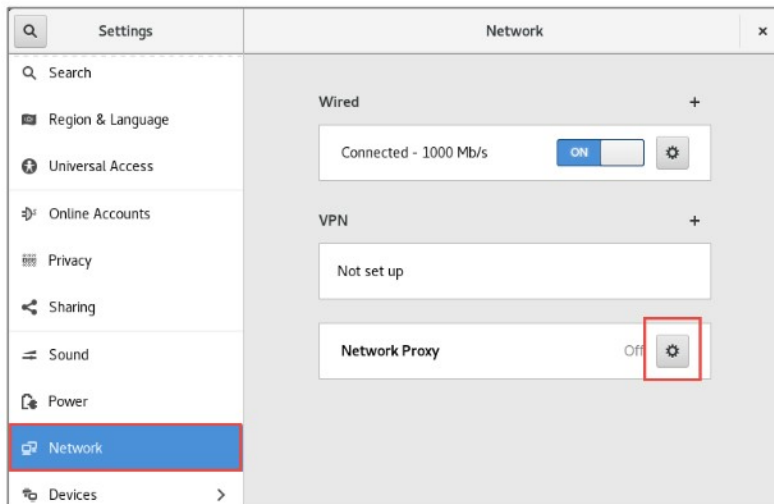 Settings
Network
Search
Region & Language
Universal Access
Online Accounts
Privacy
Sharing
Sound
Power
Network
Devices
Wired
Connected - 1000 Mb/s
ON
VPN
Not set up
Network Proxy
Off